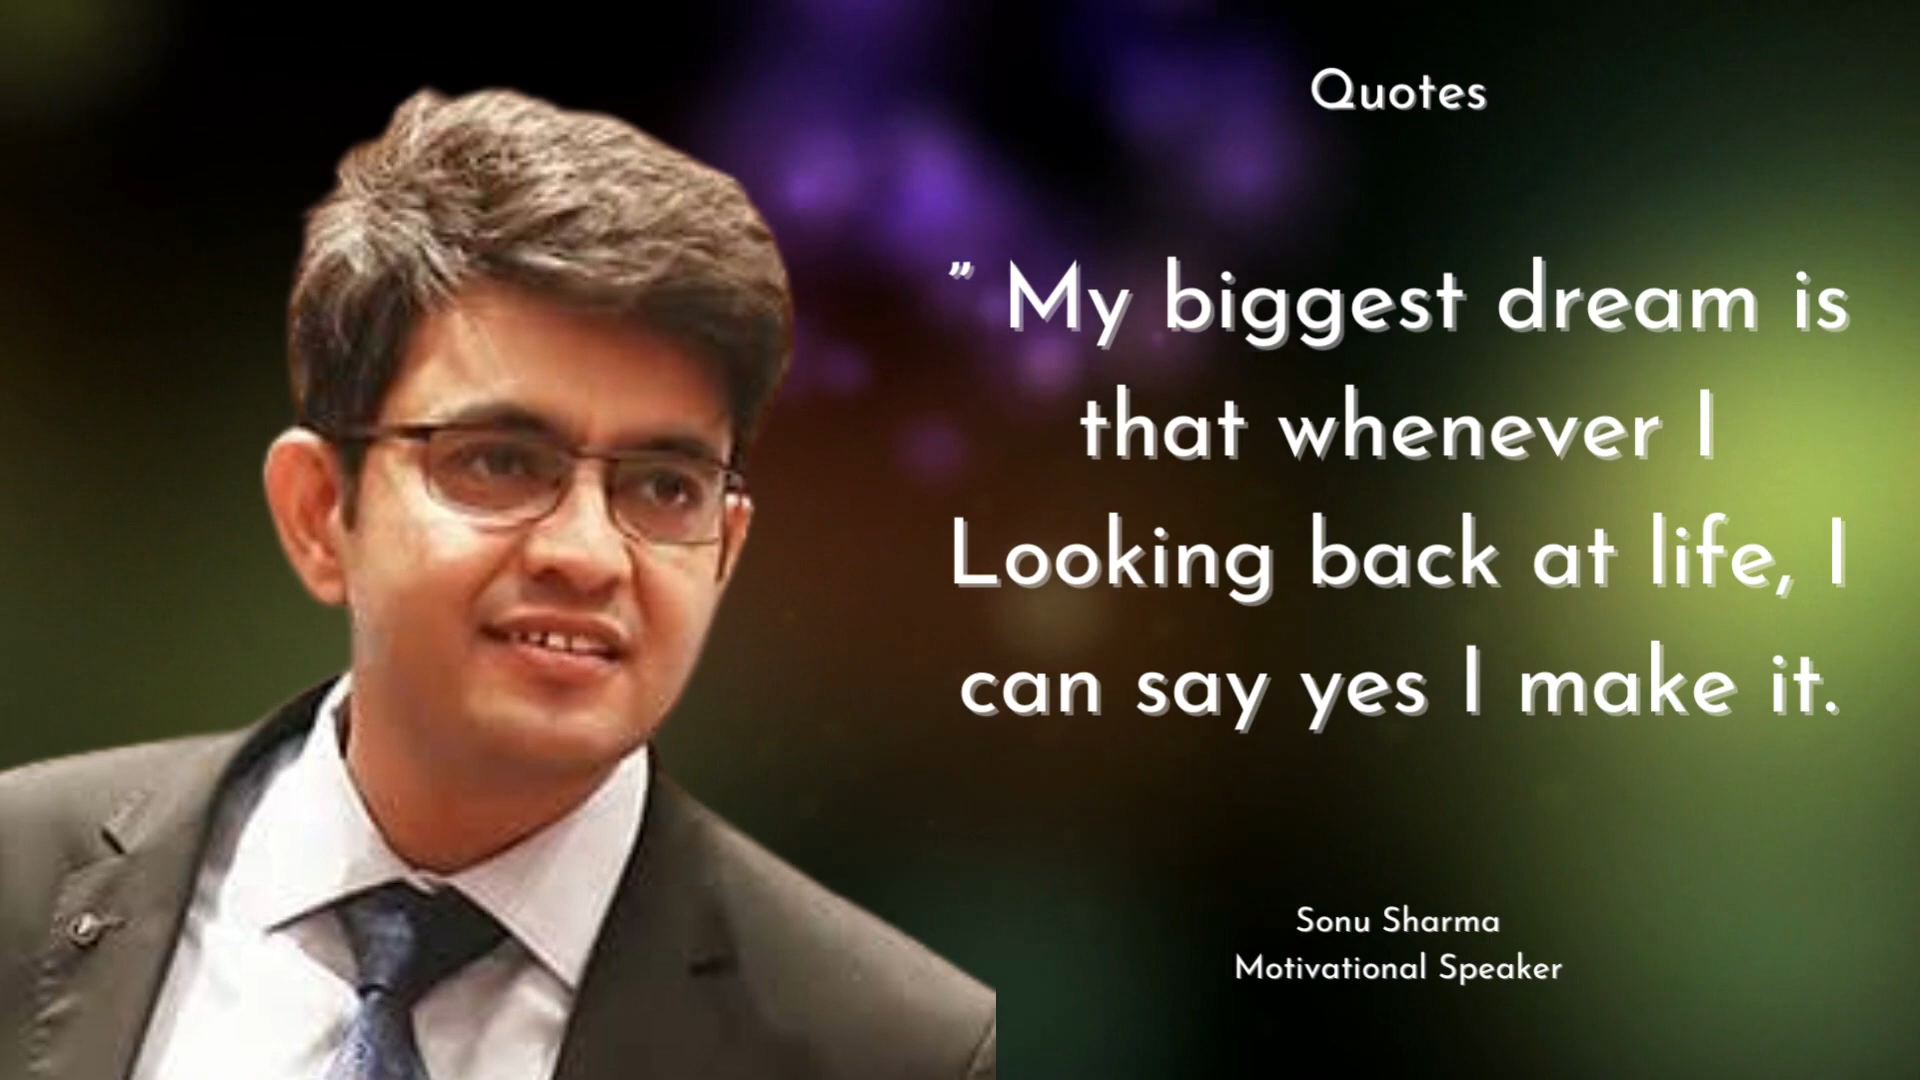 Quotes
” My biggest dream is
that whenever I
Looking back at life, I
can say yes I make it.
Sonu Sharma
Motivational Speaker